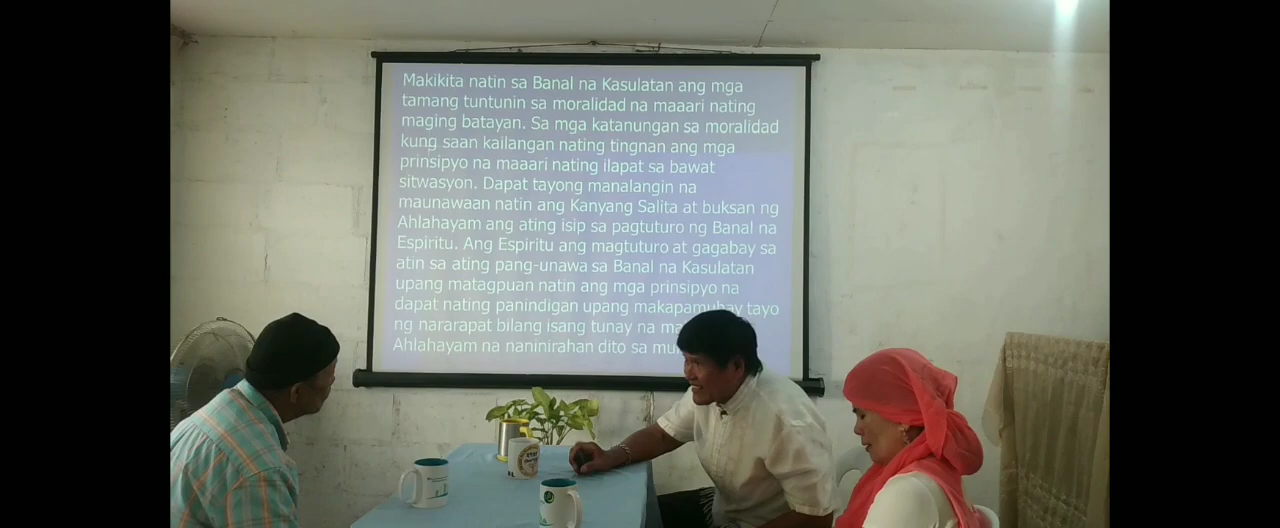 Makikita natin sa Banal na Kasulatan ang mga
tamang tuntunin sa moralidad na maaari nating
maging batayan. Sa mga katanungan sa moralidad
kung saan kailangan nating tingnan ang mga
prinsipyo na maaari nating ilapat sa bawat
sitwasyon. Dapat tayong manalangin na
maunawaan natin ang Kanyang Salita at buksan ng
Ahlahayam ang ating isip sa pagtuturo ng Banal na
Espiritu. Ang Espiritu ang magtuturo at gagabay sa
atin sa ating pang-unawa sa Banal na Kasulatan
upang matagpuan natin ang mga prinsipyo na
dapat nating panindigan upang makapamuhay tayo
ng nararapat bilang isang tunay na
Ahlahayam na naninirahan dito sa